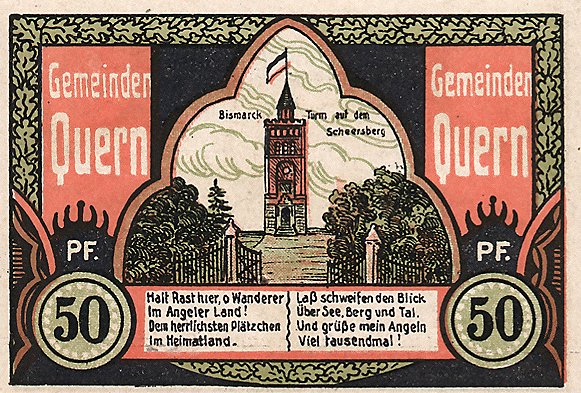 Gemeinden
Quern
PF.
50
Bismarck Turm auf dem
Scheersberg
Gemeinden
Quern
PF.
50
Halt Rast hier, o Wanderer
Im Angeler Land!
Dem herrlichsten Plätzchen
im Heimatland.
Laß schweifen den Blick
Über See, Berg und Tal.
Und grüße mein Angeln
Viel tausendmal!